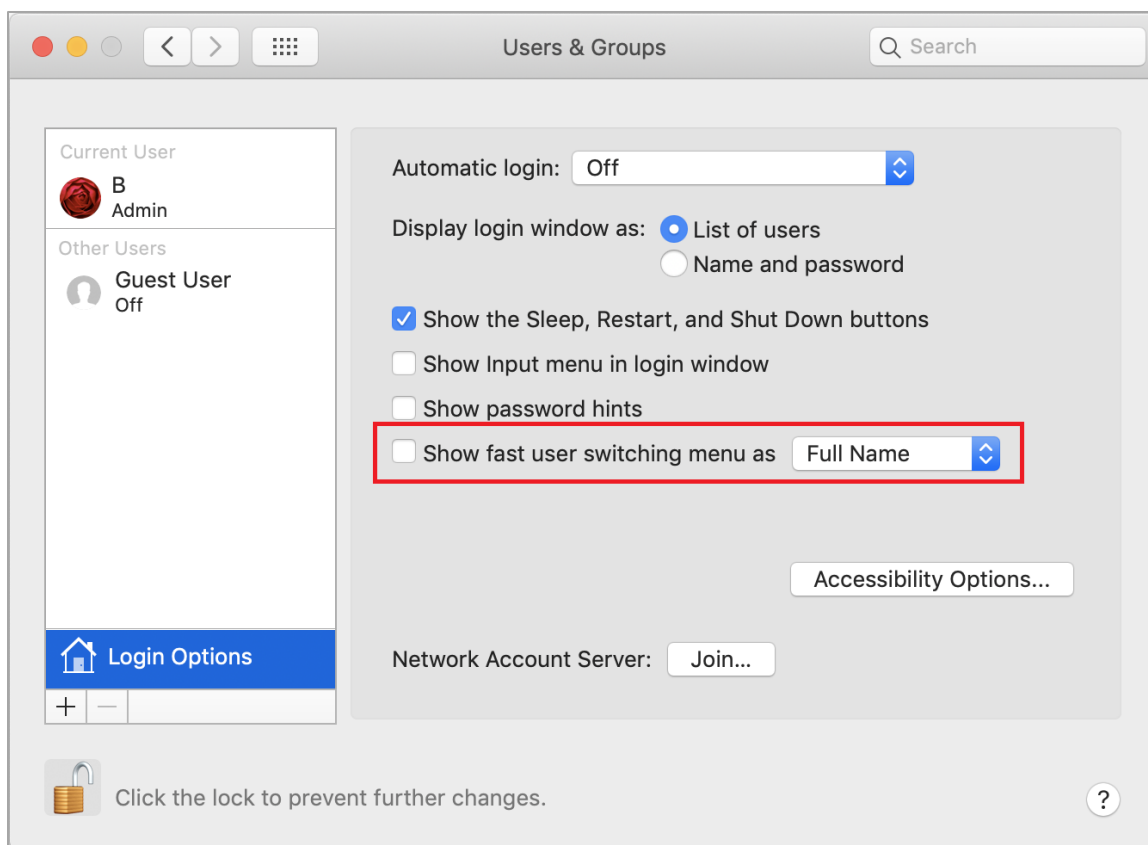 Users & Groups
Search
Current User
B
Admin
Other Users
Guest User
Off
Login Options
Automatic login: Off
Display login window as: List of users
Name and password
Show the Sleep, Restart, and Shut Down buttons
Show Input menu in login window
Show password hints
Show fast user switching menu as Full Name
Accessibility Options...
Network Account Server: Join...
Click the lock to prevent further changes.
?